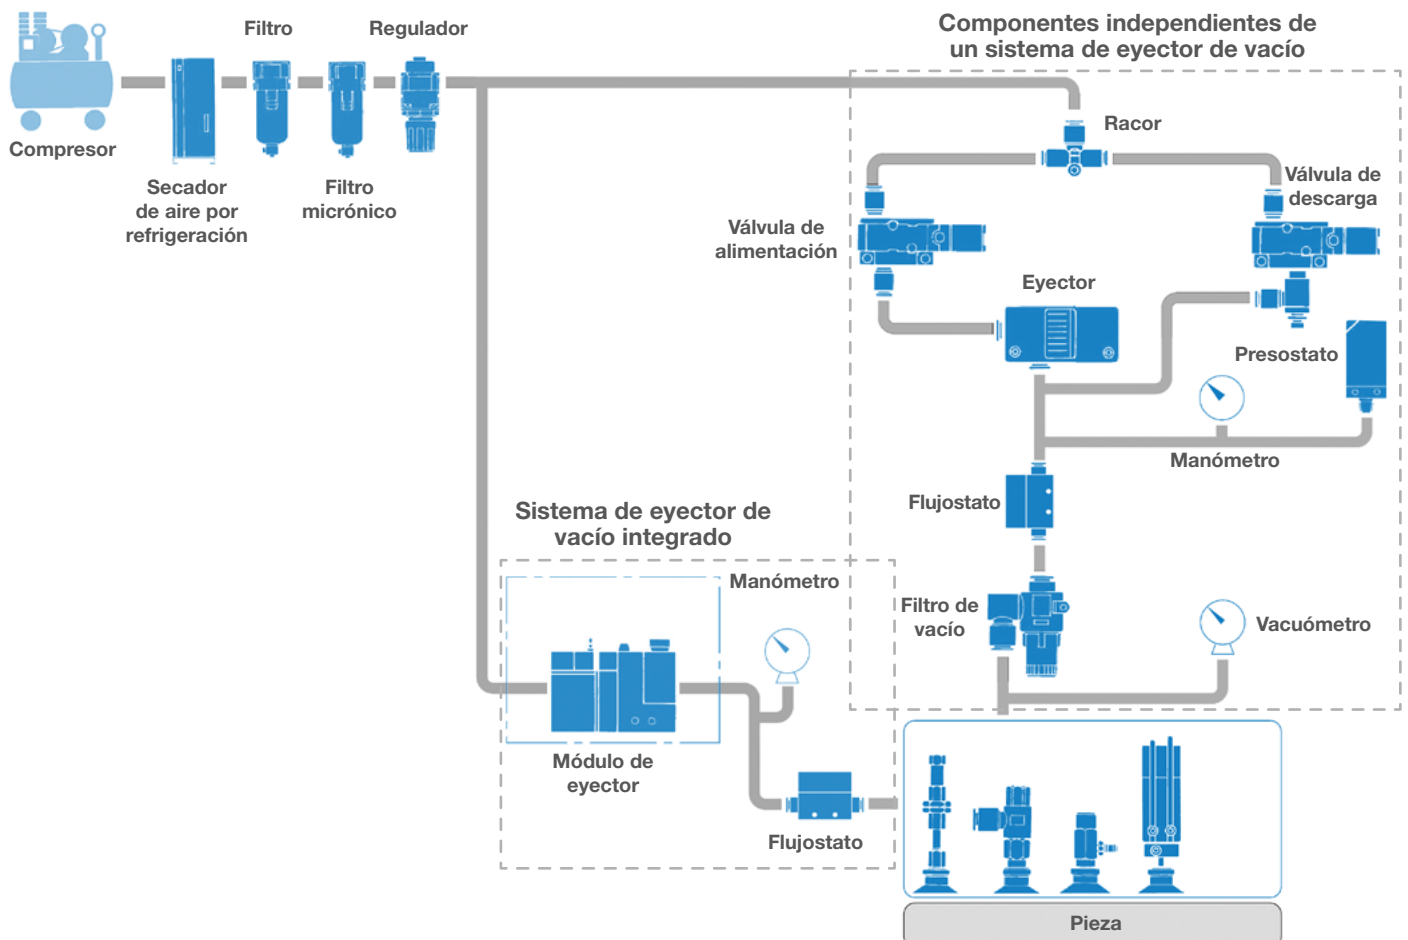 Componentes independientes de
un sistema de eyector de vacío
Filtro
Regulador
Compresor
Secador
de aire por
refrigeración
Filtro
micrónico
Racor
Válvula de
descarga
Válvula de
alimentación
Eyector
Presostato
Manómetro
Flujostato
Sistema de eyector de
vacío integrado
Manómetro
Filtro de
vacío
Vacuómetro
Módulo de
eyector
Flujostato
Pieza